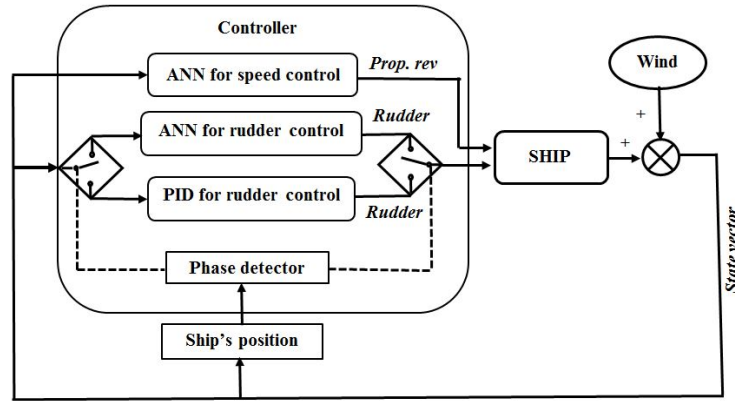 Controller
ANN for speed control
Prop. rev
Wind
+
Rudder
ANN for rudder control
+
SHIP
PID for rudder control
Rudder
State vector
Phase detector
Ship's position